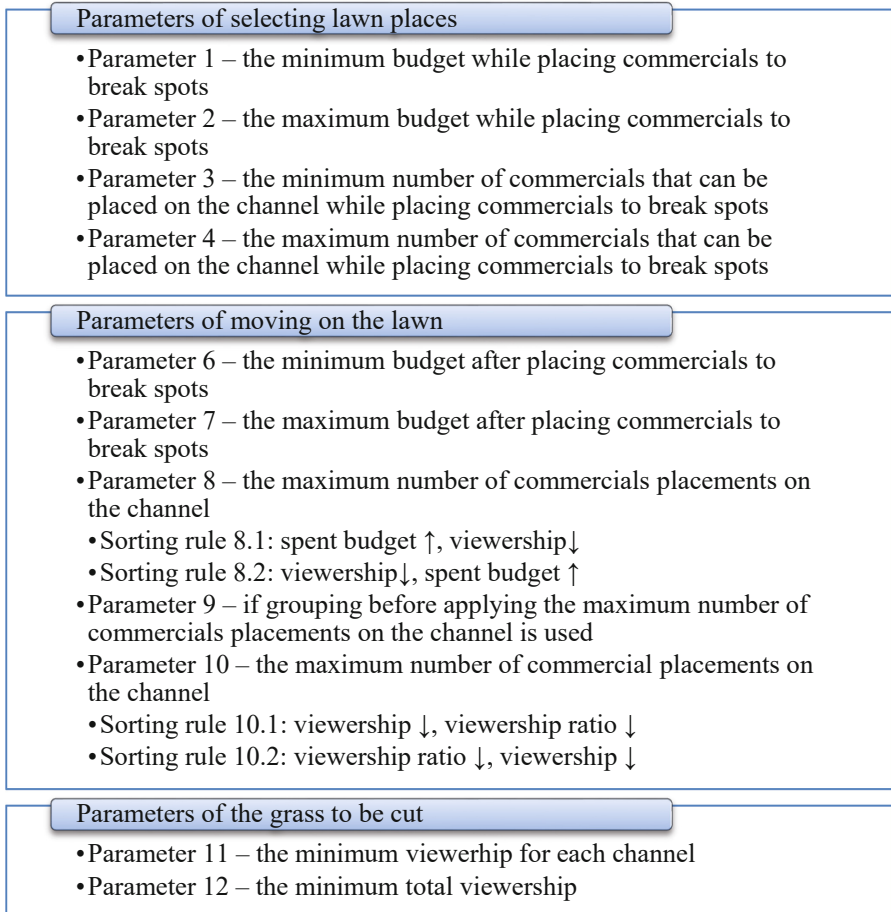 Parameters of selecting lawn places
•Parameter 1 – the minimum budget while placing commercials to
break spots
•Parameter 2 – the maximum budget while placing commercials to
break spots
•Parameter 3 – the minimum number of commercials that can be
placed on the channel while placing commercials to break spots
•Parameter 4 – the maximum number of commercials that can be
placed on the channel while placing commercials to break spots
Parameters of moving on the lawn
•Parameter 6 – the minimum budget after placing commercials to
break spots
•Parameter 7 – the maximum budget after placing commercials to
break spots
•Parameter 8 – the maximum number of commercials placements on
the channel
•Sorting rule 8.1: spent budget ↑, viewership↓
•Sorting rule 8.2: viewership↓, spent budget ↑
•Parameter 9 – if grouping before applying the maximum number of
commercials placements on the channel is used
•Parameter 10 – the maximum number of commercial placements on
the channel
•Sorting rule 10.1: viewership ↓, viewership ratio ↓
•Sorting rule 10.2: viewership ratio ↓, viewership ↓
Parameters of the grass to be cut
•Parameter 11 – the minimum viewerhip for each channel
•Parameter 12 – the minimum total viewership